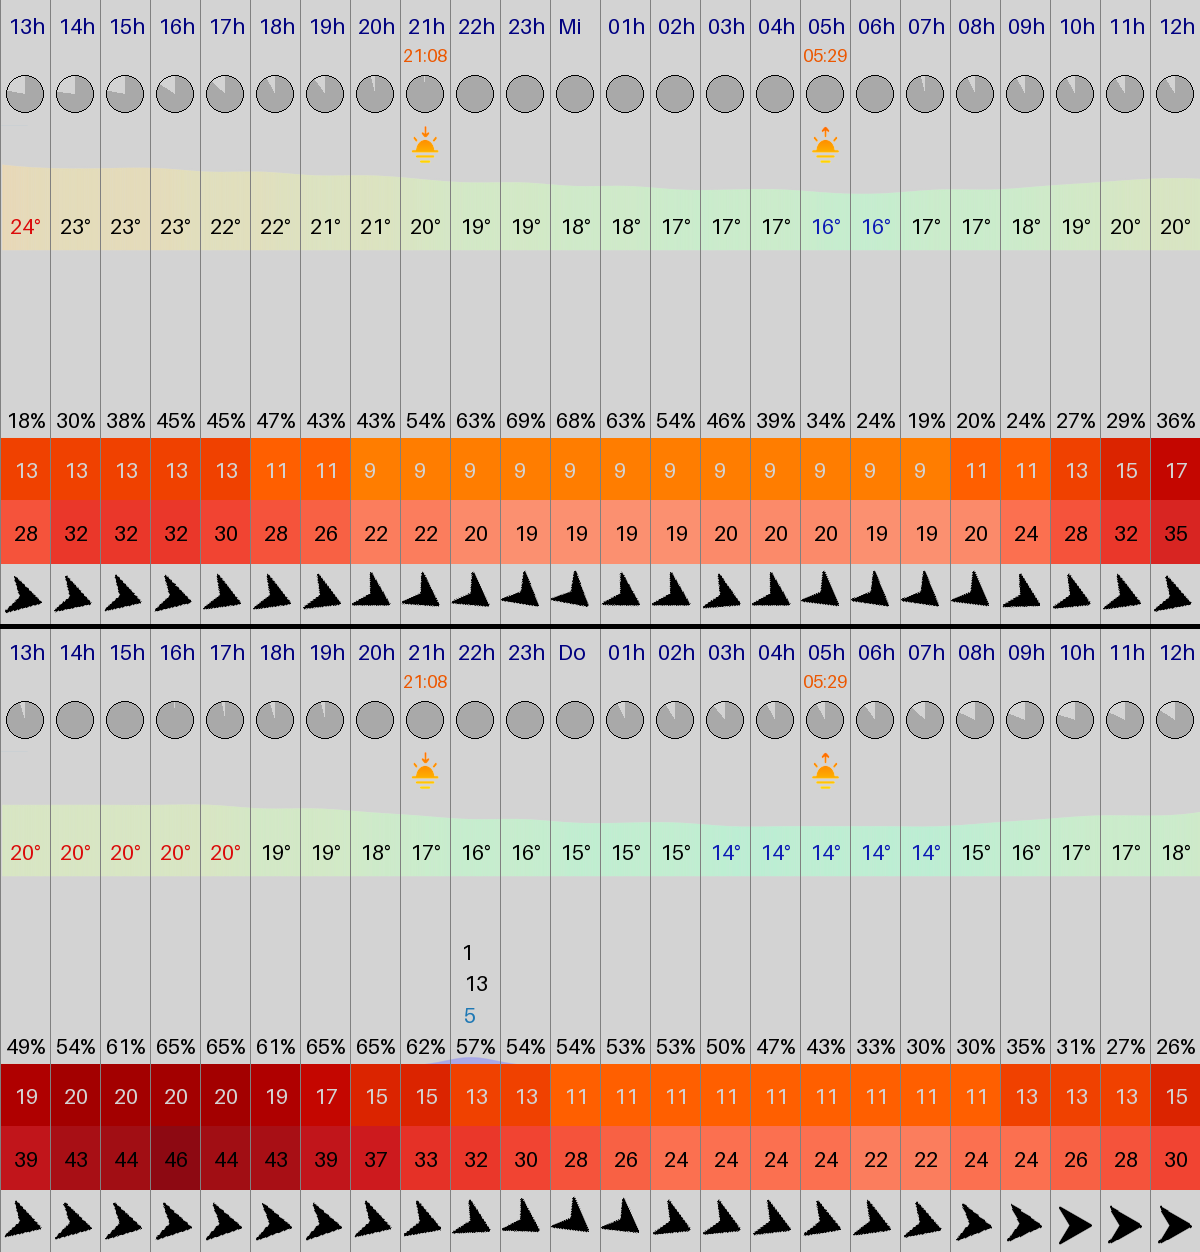 13h 14h 15h 16h 17h 18h 19h 20h 21h 22h 23h Mi 01h 02h 03h 04h 05h 06h 07h 08h 09h 10h 11h 12h
21:08 05:29
24° 23° 23° 23° 22° 22° 21° 21° 20° 19° 19° 18° 18° 17° 17° 17° 16° 16° 17° 17° 18° 19° 20° 20°
18% 30% 38% 45% 45% 47% 43% 43% 54% 63% 69% 68% 63% 54% 46% 39% 34% 24% 19% 20% 24% 27% 29% 36%
13 13 13 13 13 11 11 9 9 9 9 9 9 9 9 9 9 9 9 11 11 13 15 17
28 32 32 32 30 28 26 22 22 20 19 19 19 19 20 20 20 19 19 20 24 28 32 35
13h 14h 15h 16h 17h 18h 19h 20h 21h 22h 23h Do 01h 02h 03h 04h 05h 06h 07h 08h 09h 10h 11h 12h
21:08 05:29
20° 20° 20° 20° 20° 19° 19° 18° 17° 16° 16° 15° 15° 15° 14° 14° 14° 14° 14° 15° 16° 17° 17° 18°
1
13
5
49% 54% 61% 65% 65% 61% 65% 65% 62% 57% 54% 54% 53% 53% 50% 47% 43% 33% 30% 30% 35% 31% 27% 26%
19 20 20 20 20 19 17 15 15 13 13 11 11 11 11 11 11 11 11 11 13 13 13 15
39 43 44 46 44 43 39 37 33 32 30 28 26 24 24 24 24 22 22 24 24 26 28 30